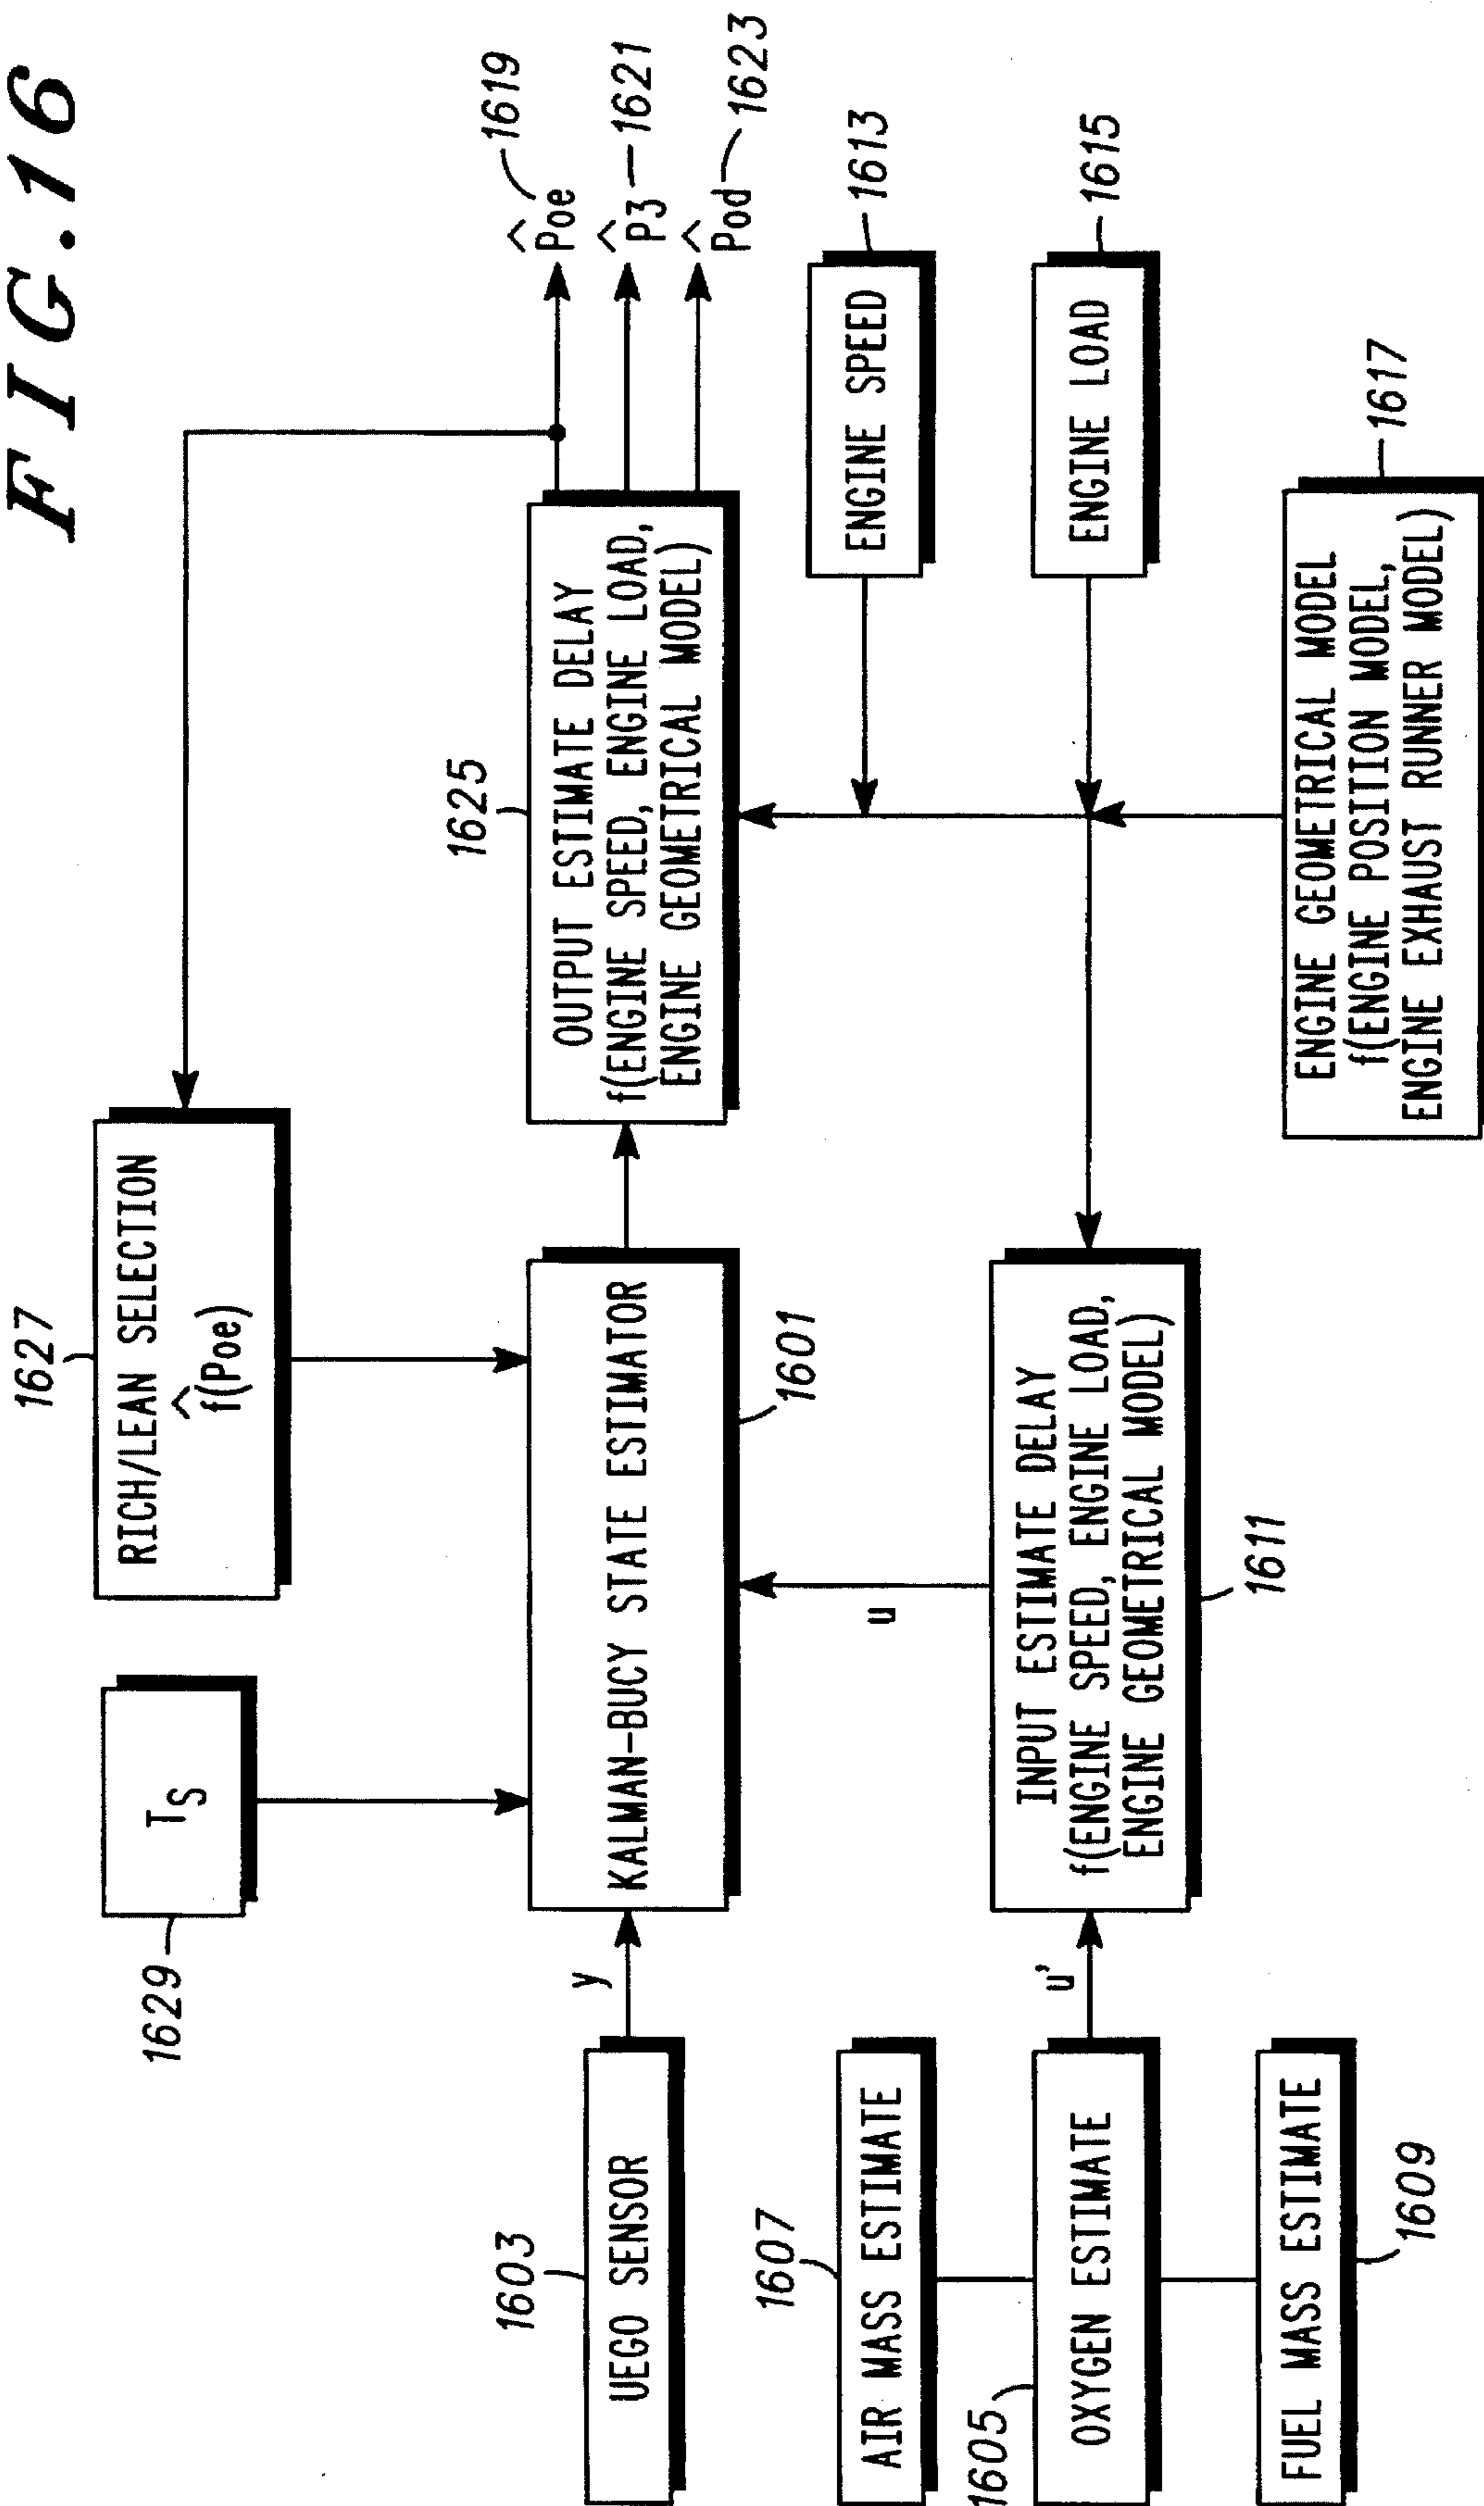 FIG.16
1627
RICH/LEAN SELECTION
^
f(Poe)
1629
TS
1603
UEGO SENSOR
y
KALMAN-BUCY STATE ESTIMATOR
1601
1625
OUTPUT ESTIMATE DELAY
f(ENGINE SPEED, ENGINE LOAD,
ENGINE GEOMETRICAL MODEL)
^
Poe
1619
^
P3
1621
^
Pod
1623
1607
AIR MASS ESTIMATE
1605
OXYGEN ESTIMATE
FUEL MASS ESTIMATE
1609
u'
u
INPUT ESTIMATE DELAY
f(ENGINE SPEED, ENGINE LOAD,
ENGINE GEOMETRICAL MODEL)
1611
ENGINE SPEED
1613
ENGINE LOAD
1615
ENGINE GEOMETRICAL MODEL
f(ENGINE POSITION MODEL,
ENGINE EXHAUST RUNNER MODEL)
1617